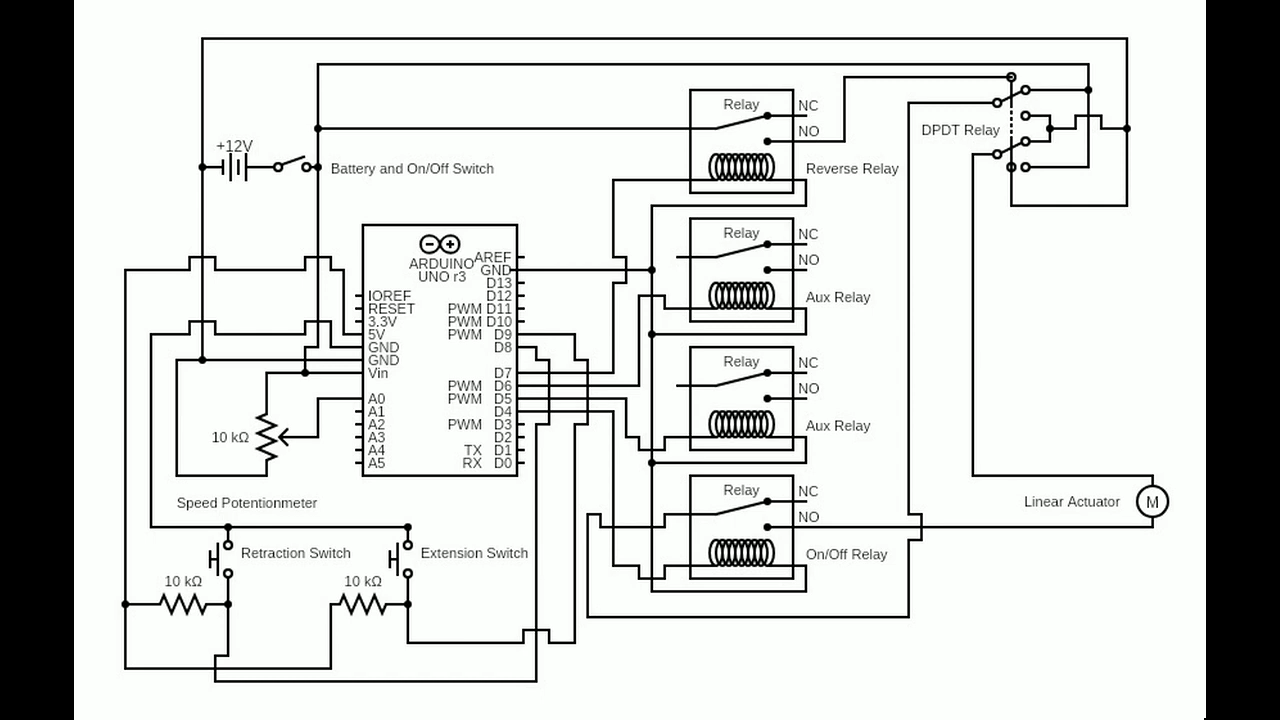 Relay
NC
NO
DPDT Relay
Reverse Relay
+12V
Battery and On/Off Switch
Relay
NC
NO
Aux Relay
ARDUINO
UNO r3
AREF
GND
D13
IOREF
D12
RESET
PWM D11
3.3V
PWM D10
5V
PWM D9
GND
D8
GND
Vin
D7
PWM D6
A0
PWM D5
A1
D4
A2
PWM D3
A3
D2
A4
TX D1
A5
RX D0
Relay
NC
NO
Aux Relay
10 kΩ
Speed Potentionmeter
Relay
NC
NO
On/Off Relay
Linear Actuator
M
Retraction Switch
Extension Switch
10 kΩ
10 kΩ